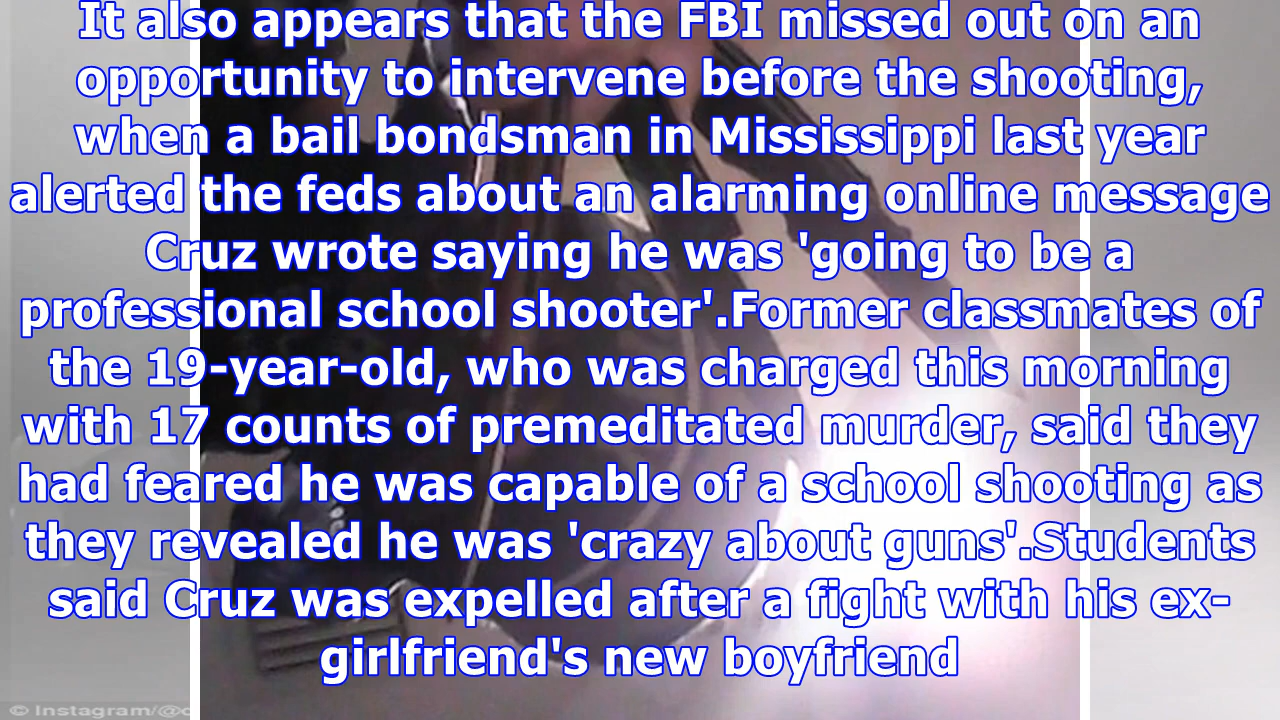 It also appears that the FBI missed out on an
opportunity to intervene before the shooting,
when a bail bondsman in Mississippi last year
alerted the feds about an alarming online message
Cruz wrote saying he was 'going to be a
professional school shooter'.Former classmates of
the 19-year-old, who was charged this morning
with 17 counts of premeditated murder, said they
had feared he was capable of a school shooting as
they revealed he was 'crazy about guns'.Students
said Cruz was expelled after a fight with his ex-
girlfriend's new boyfriend
© Instagram/@